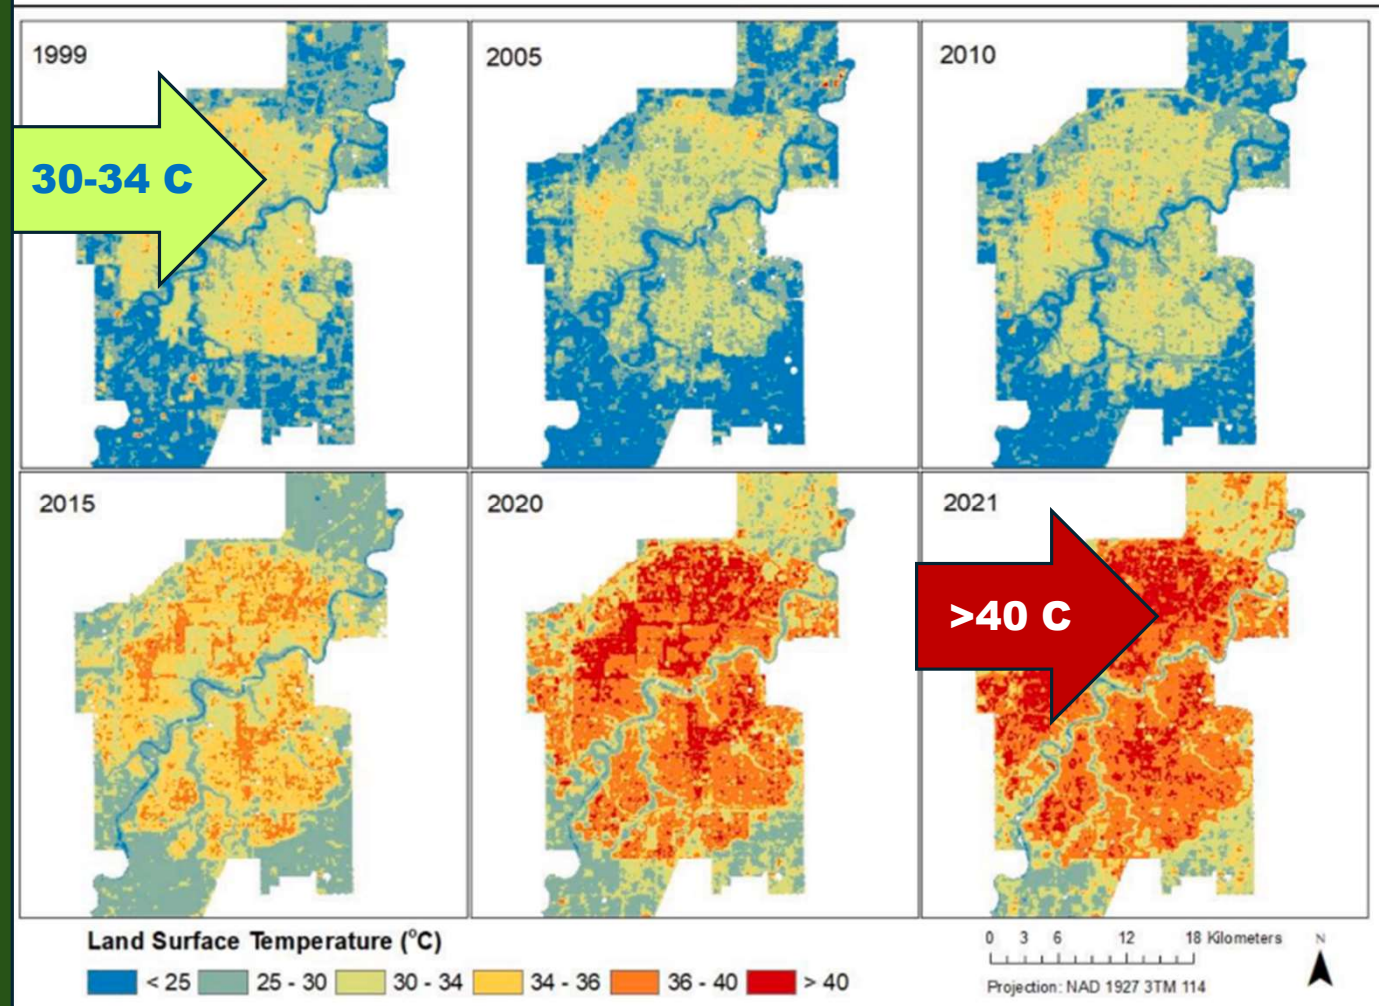 1999
2005
2010
30-34 C
2015
2020
2021
>40 C
Land Surface Temperature (°C)
< 25
25 - 30
30 - 34
34 - 36
36 - 40
> 40
0 3 6 12 18 Kilometers
Projection: NAD 1927 3TM 114
N